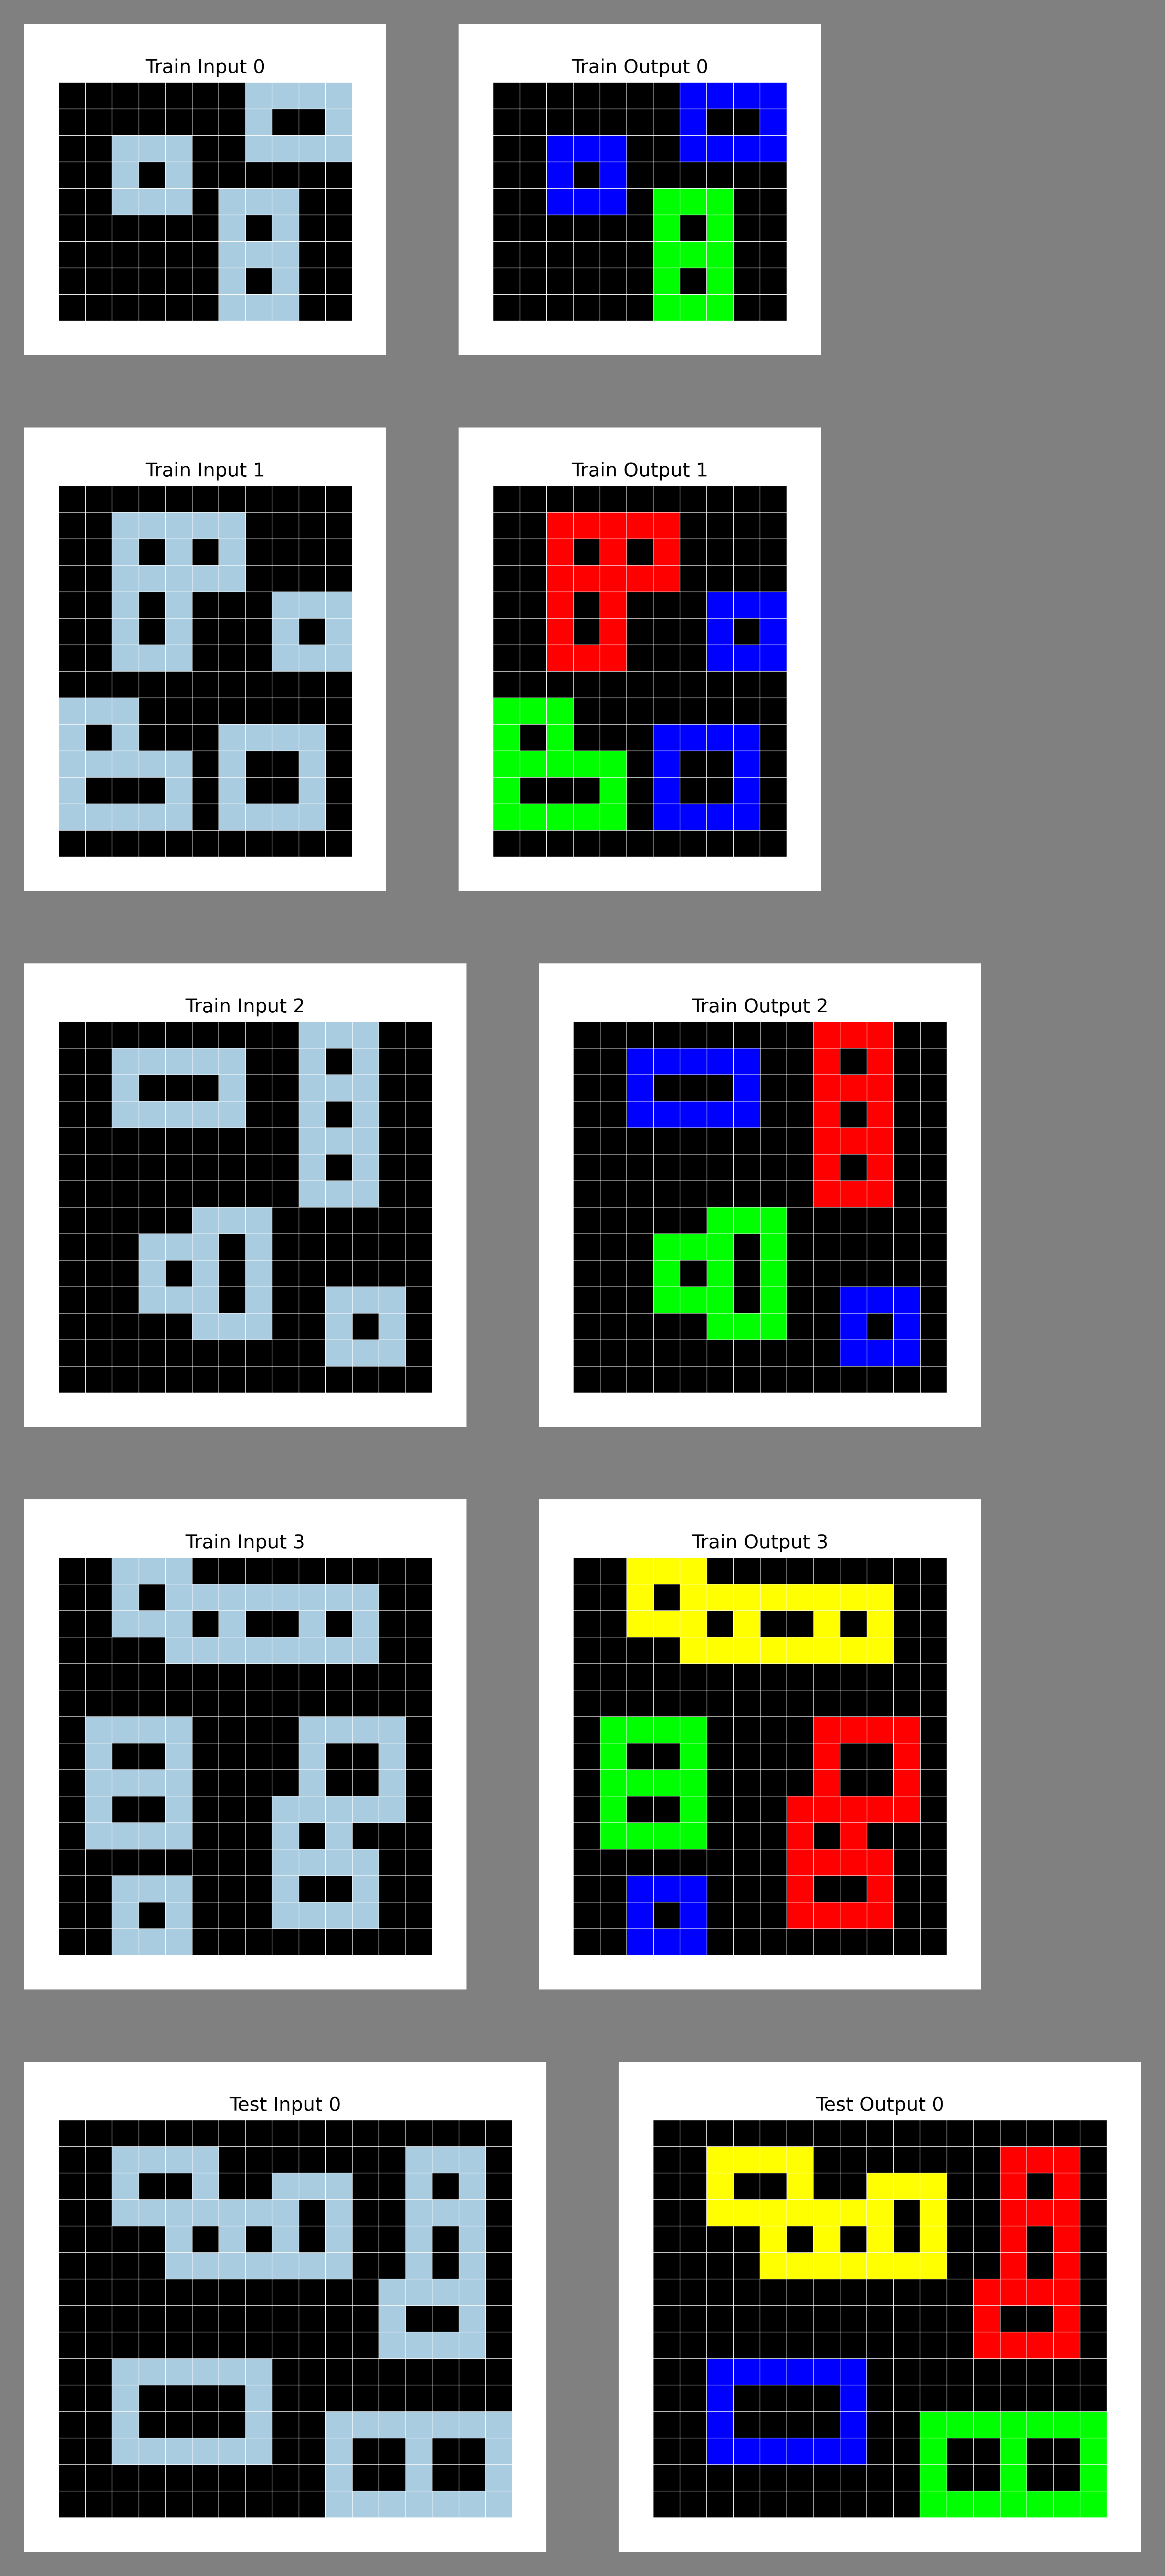 Train Input 0
Train Output 0
Train Input 1
Train Output 1
Train Input 2
Train Output 2
Train Input 3
Train Output 3
Test Input 0
Test Output 0